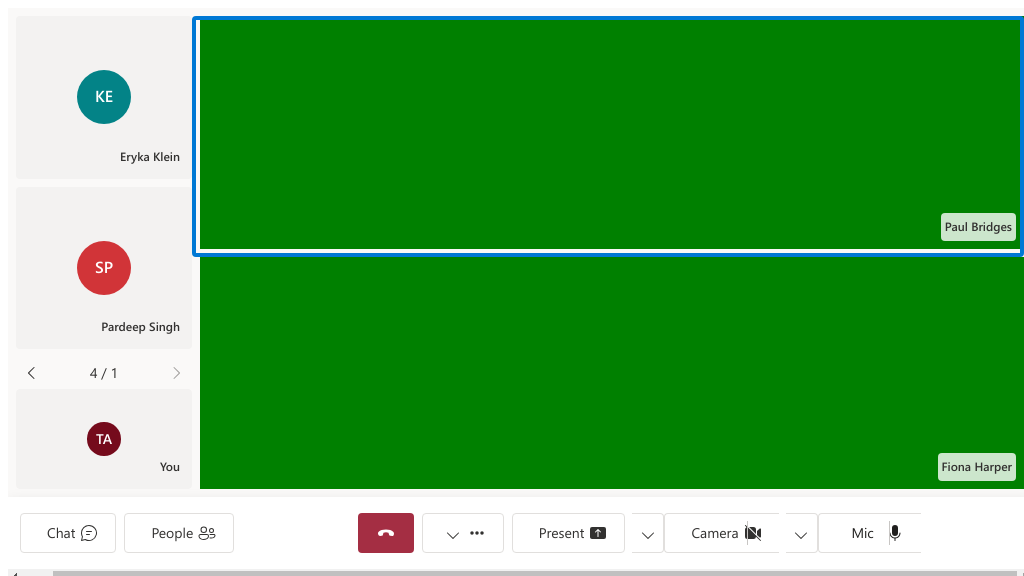 KE
Eryka Klein
Paul Bridges
SP
Pardeep Singh
4 / 1
TA
You
Fiona Harper
Chat People Present Camera Mic